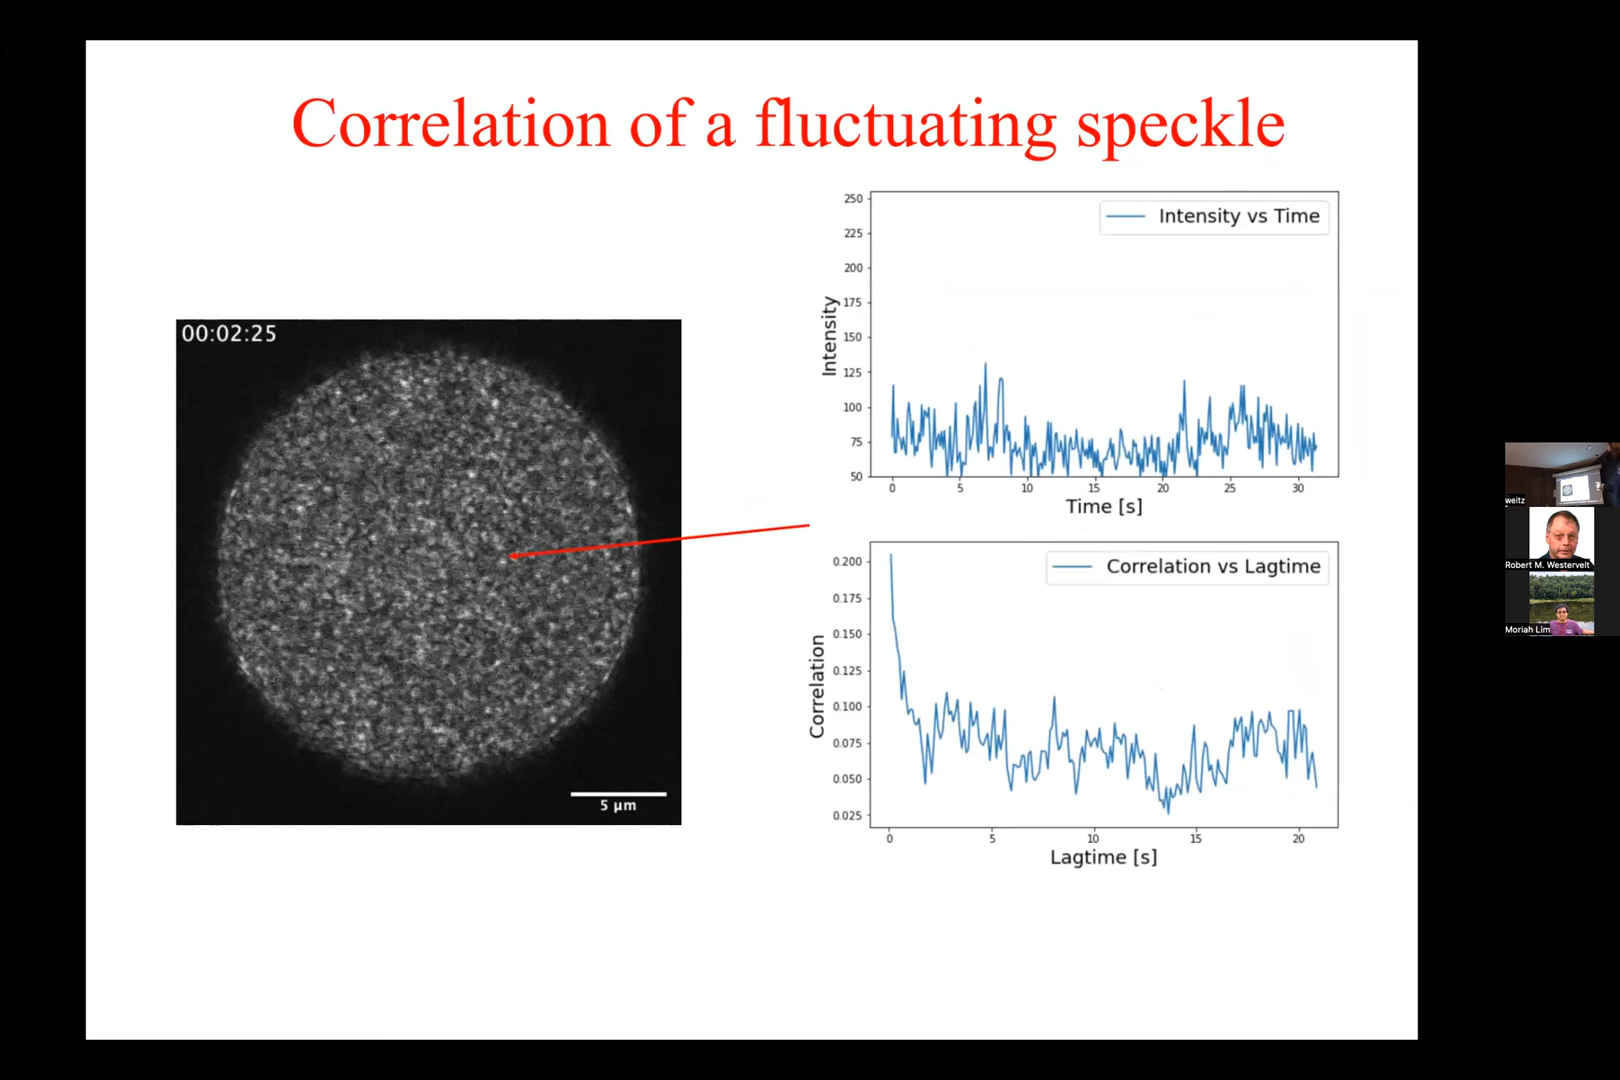 Correlation of a fluctuating speckle
00:02:25
5 μm
Intensity vs Time
250
225
200
175
150
125
100
75
50
Intensity
0 5 10 15 20 25 30
Time [s]
Correlation vs Lagtime
0.200
0.175
0.150
0.125
0.100
0.075
0.050
0.025
Correlation
0 5 10 15 20
Lagtime [s]
weitz
Robert M. Westervelt
Moriah Lim